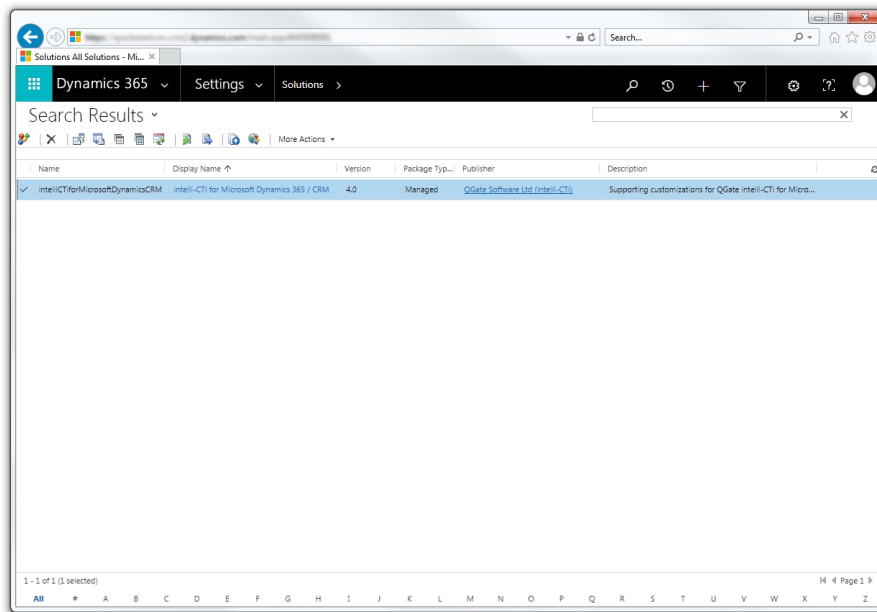 Search...
Solutions All Solutions - Mi...
Dynamics 365 Settings Solutions
Search Results
More Actions
Name Display Name Version Package Typ... Publisher Description
intelliCTIforMicrosoftDynamicsCRM intelli-CTI for Microsoft Dynamics 365 / CRM 4.0 Managed QGate Software Ltd (intelli-CTI) Supporting customizations for QGate intelli-CTI for Micro...
1 - 1 of 1 (1 selected) Page 1
All # A B C D E F G H I J K L M N O P Q R S T U V W X Y Z